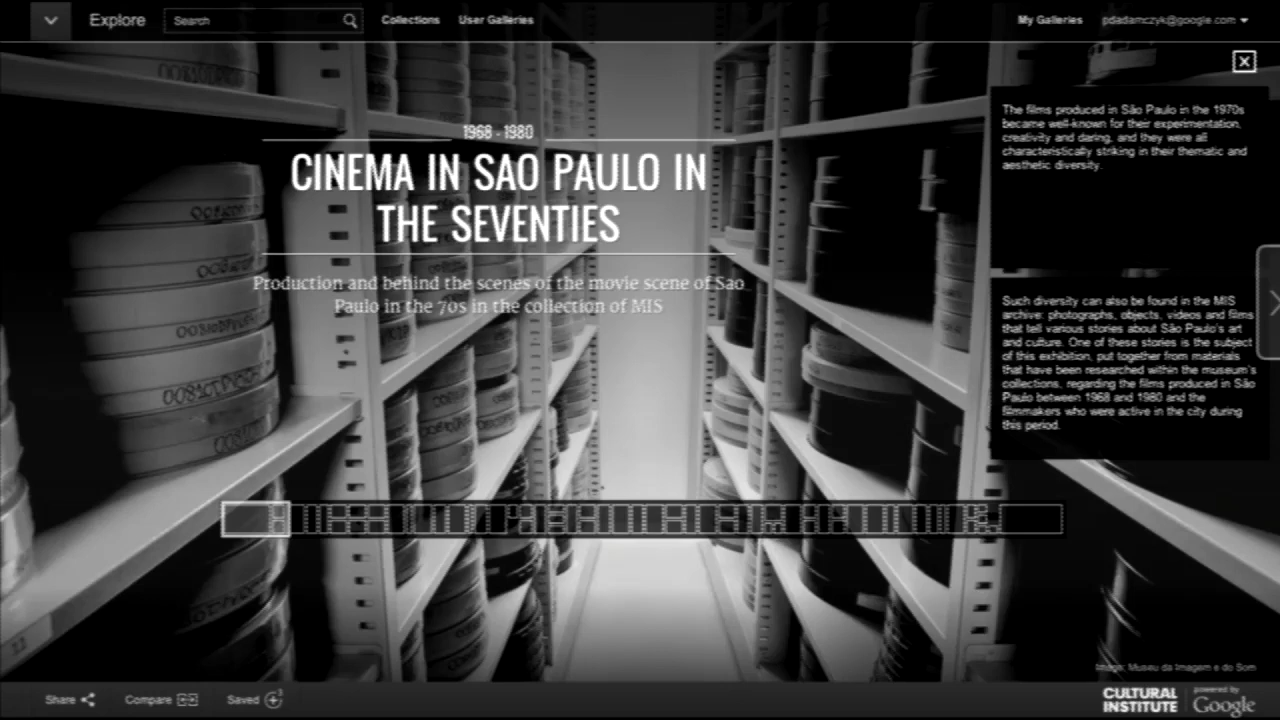 Explore
Search
Collections
User Galleries
My Galleries
pdadamczyk@google.com
1968 - 1980
CINEMA IN SAO PAULO IN
THE SEVENTIES
Production and behind the scenes of the movie scene of Sao
Paulo in the 70s in the collection of MIS
The films produced in São Paulo in the 1970s
became well-known for their experimentation,
creativity and daring, and they were all
characteristically striking in their thematic and
aesthetic diversity.
Such diversity can also be found in the MIS
archive: photographs, objects, videos and films
that tell various stories about São Paulo's art
and culture. One of these stories is the subject
of this exhibition, put together from materials
that have been researched within the museum's
collections, regarding the films produced in São
Paulo between 1968 and 1980 and the
filmmakers who were active in the city during
this period.
Image: Museu da Imagem e do Som
Share
Compare
Saved
CULTURAL
INSTITUTE
powered by
Google